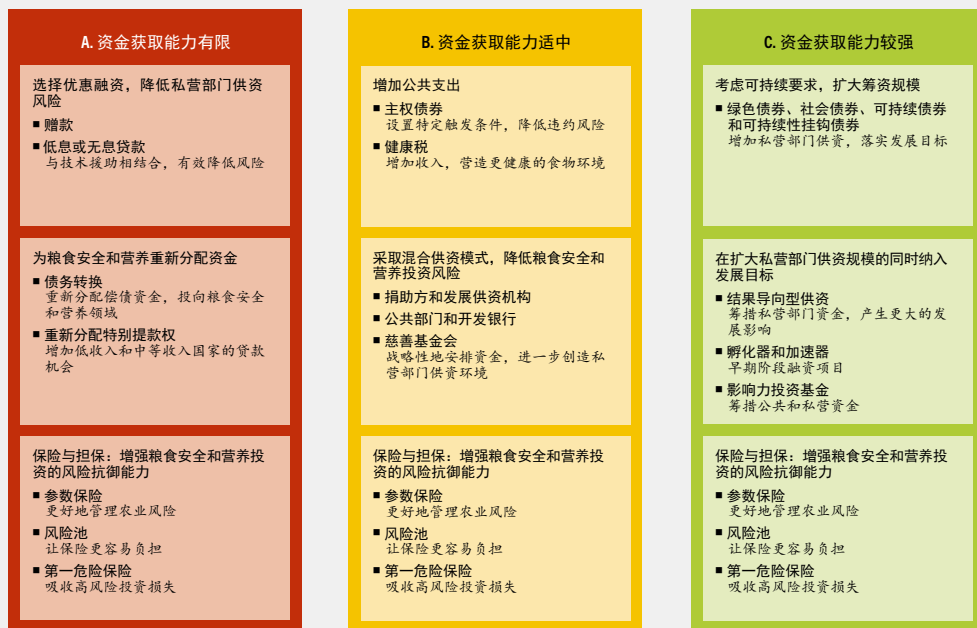 A. 资金获取能力有限
选择优惠融资，降低私营部门供资
风险
■ 赠款
■ 低息或无息贷款
与技术援助相结合，有效降低风险
为粮食安全和营养重新分配资金
■ 债务转换
重新分配偿债资金，投向粮食安全
和营养领域
■ 重新分配特别提款权
增加低收入和中等收入国家的贷款
机会
保险与担保：增强粮食安全和营养投
资的风险抗御能力
■ 参数保险
更好地管理农业风险
■ 风险池
让保险更容易负担
■ 第一危险保险
吸收高风险投资损失
B. 资金获取能力适中
增加公共支出
■ 主权债券
设置特定触发条件，降低违约风险
■ 健康税
增加收入，营造更健康的食物环境
采取混合供资模式，降低粮食安全和
营养投资风险
■ 捐助方和发展供资机构
■ 公共部门和开发银行
■ 慈善基金会
战略性地安排资金，进一步创造私
营部门供资环境
保险与担保：增强粮食安全和营养投
资的风险抗御能力
■ 参数保险
更好地管理农业风险
■ 风险池
让保险更容易负担
■ 第一危险保险
吸收高风险投资损失
C. 资金获取能力较强
考虑可持续要求，扩大筹资规模
■ 绿色债券、社会债券、可持续债券
和可持续性挂钩债券
增加私营部门供资，落实发展目标
在扩大私营部门供资规模的同时纳入
发展目标
■ 结果导向型供资
筹措私营部门资金，产生更大的发
展影响
■ 孵化器和加速器
早期阶段融资项目
■ 影响力投资基金
筹措公共和私营资金
保险与担保：增强粮食安全和营养投
资的风险抗御能力
■ 参数保险
更好地管理农业风险
■ 风险池
让保险更容易负担
■ 第一危险保险
吸收高风险投资损失